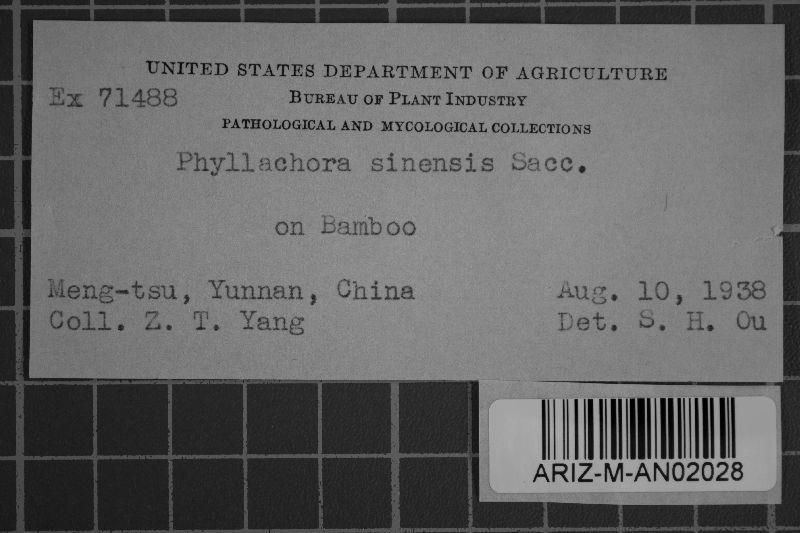 UNITED STATES DEPARTMENT OF AGRICULTURE
Ex 71488 BUREAU OF PLANT INDUSTRY
PATHOLOGICAL AND MYCOLOGICAL COLLECTIONS
Phyllachora sinensis Sacc.
on Bamboo
Meng-tsu, Yunnan, China Aug. 10, 1938
Coll. Z. T. Yang Det. S. H. Ou
ARIZ-M-AN02028